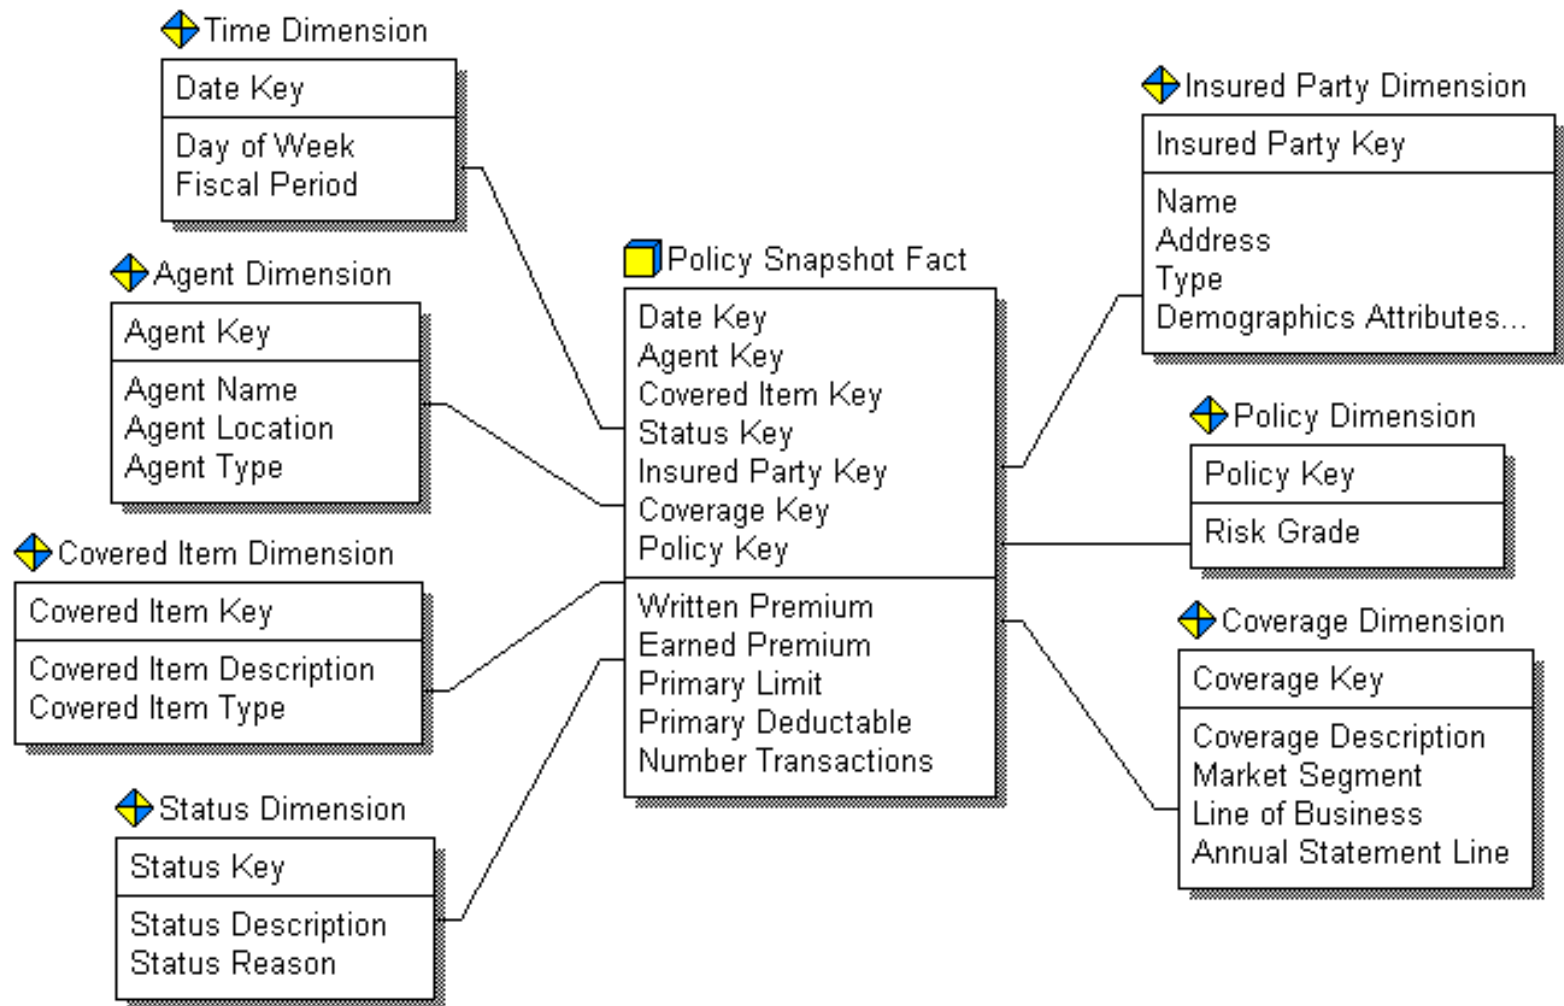 Time Dimension
Date Key
Day of Week
Fiscal Period
Agent Dimension
Agent Key
Agent Name
Agent Location
Agent Type
Covered Item Dimension
Covered Item Key
Covered Item Description
Covered Item Type
Status Dimension
Status Key
Status Description
Status Reason
Policy Snapshot Fact
Date Key
Agent Key
Covered Item Key
Status Key
Insured Party Key
Coverage Key
Policy Key
Written Premium
Earned Premium
Primary Limit
Primary Deductable
Number Transactions
Insured Party Dimension
Insured Party Key
Name
Address
Type
Demographics Attributes...
Policy Dimension
Policy Key
Risk Grade
Coverage Dimension
Coverage Key
Coverage Description
Market Segment
Line of Business
Annual Statement Line